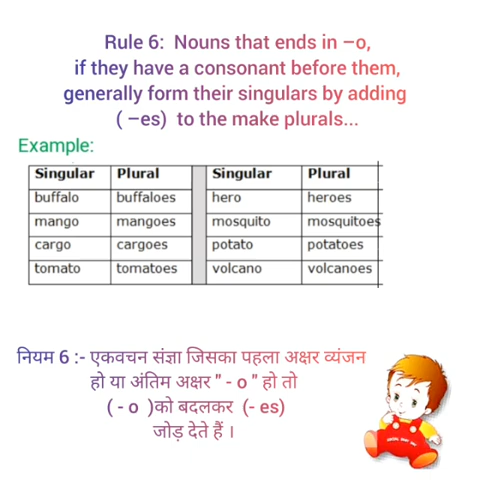 Rule 6: Nouns that ends in –o,
if they have a consonant before them,
generally form their singulars by adding
( –es) to the make plurals...
Example:
Singular Plural Singular Plural
buffalo buffaloes hero heroes
mango mangoes mosquito mosquitoes
cargo cargoes potato potatoes
tomato tomatoes volcano volcanoes
नियम 6 :- एकवचन संज्ञा जिसका पहला अक्षर व्यंजन
हो या अंतिम अक्षर " - o " हो तो
( - o )को बदलकर (- es)
जोड़ देते हैं ।